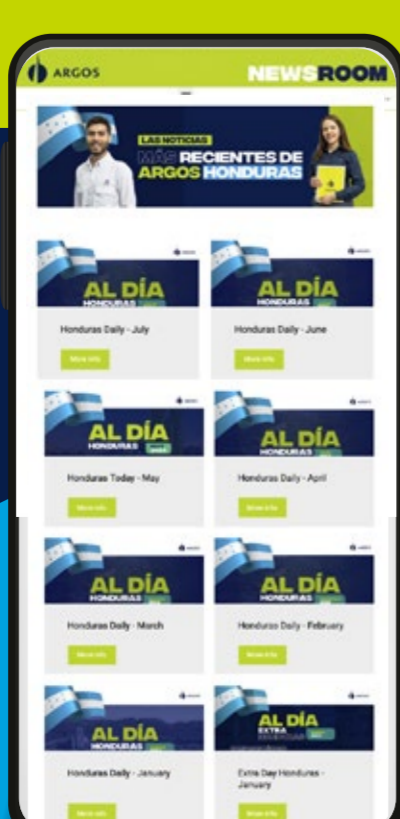 ARGOS
NEWSROOM
LAS NOTICIAS
MÁS RECIENTES DE
ARGOS HONDURAS
AL DÍA
HONDURAS
Honduras Daily - July
More info
AL DÍA
HONDURAS
Honduras Daily - June
More info
AL DÍA
HONDURAS
Honduras Today - May
More info
AL DÍA
HONDURAS
Honduras Daily - April
More info
AL DÍA
HONDURAS
Honduras Daily - March
More info
AL DÍA
HONDURAS
Honduras Daily - February
More info
AL DÍA
HONDURAS
Honduras Daily - January
More info
AL DÍA
EXTRA
Extra Day Honduras -
January
More info